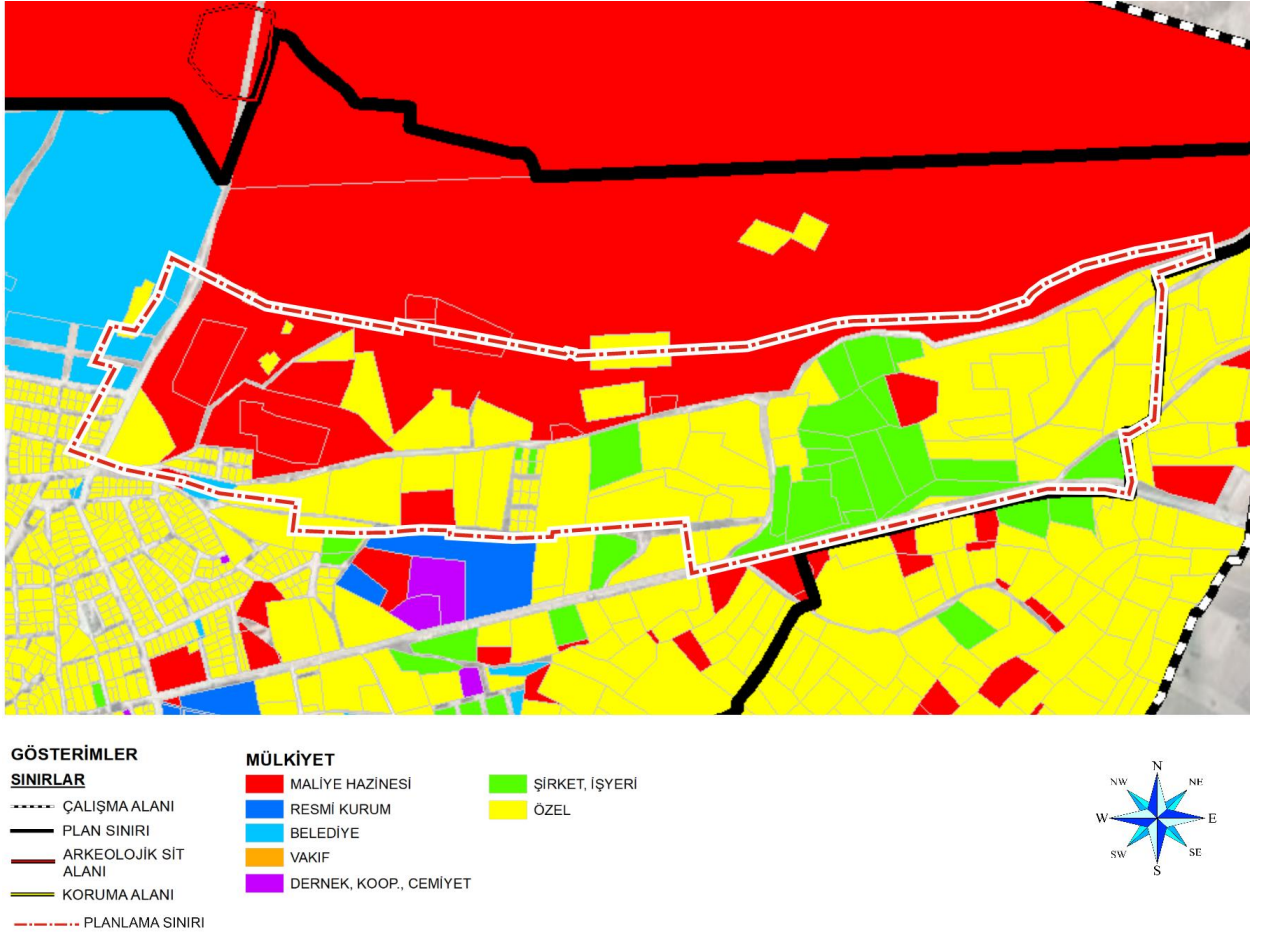 GÖSTERİMLER
SINIRLAR
ÇALIŞMA ALANI
PLAN SINIRI
ARKEOLOJİK SİT
ALANI
KORUMA ALANI
PLANLAMA SINIRI
MÜLKİYET
MALİYE HAZİNESİ
RESMİ KURUM
BELEDİYE
VAKIF
DERNEK, KOOP., CEMİYET
ŞİRKET, İŞYERİ
ÖZEL
N
NW NE
W E
SW SE
S